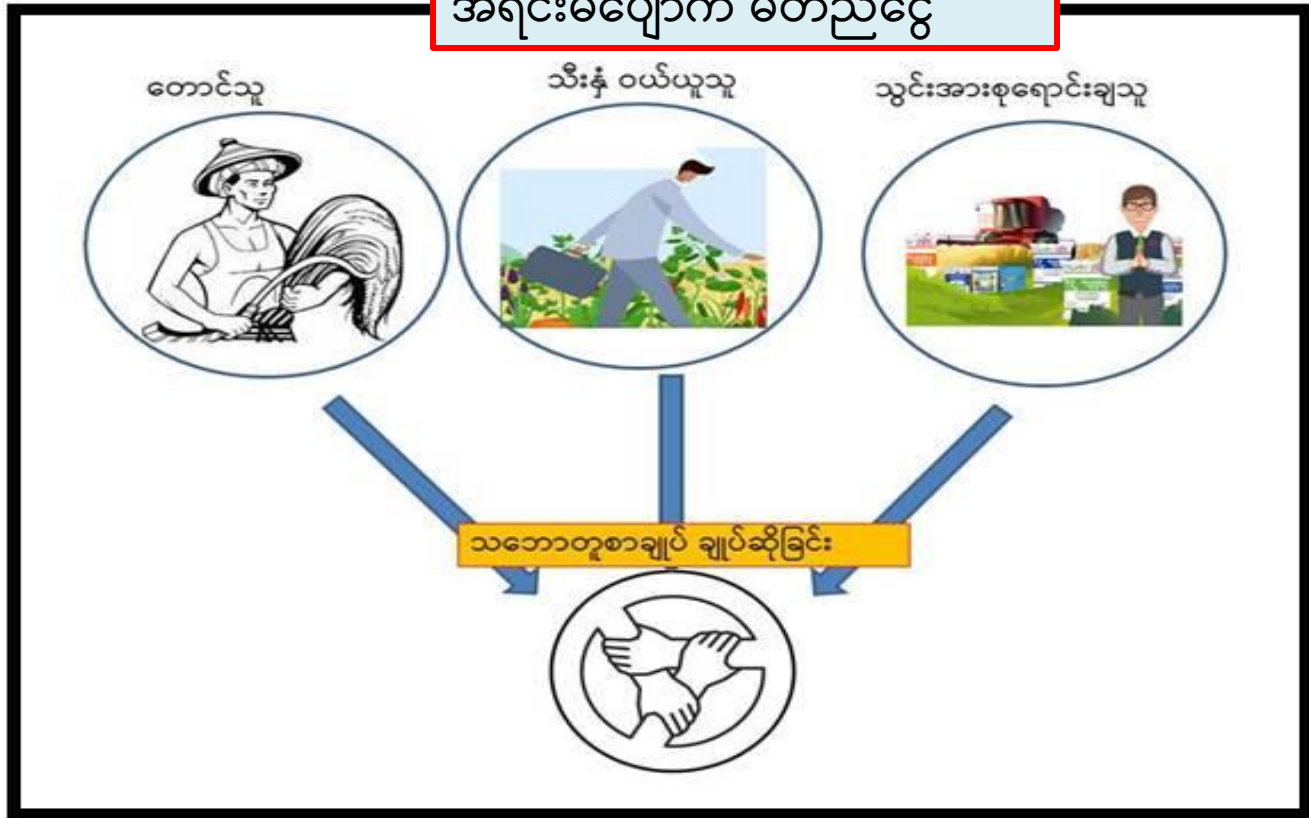 အရင်းမပျောက် မတည်ငွေ
တောင်သူ
သီးနှံ ဝယ်ယူသူ
သွင်းအားစုရောင်းချသူ
သဘောတူစာချုပ် ချုပ်ဆိုခြင်း